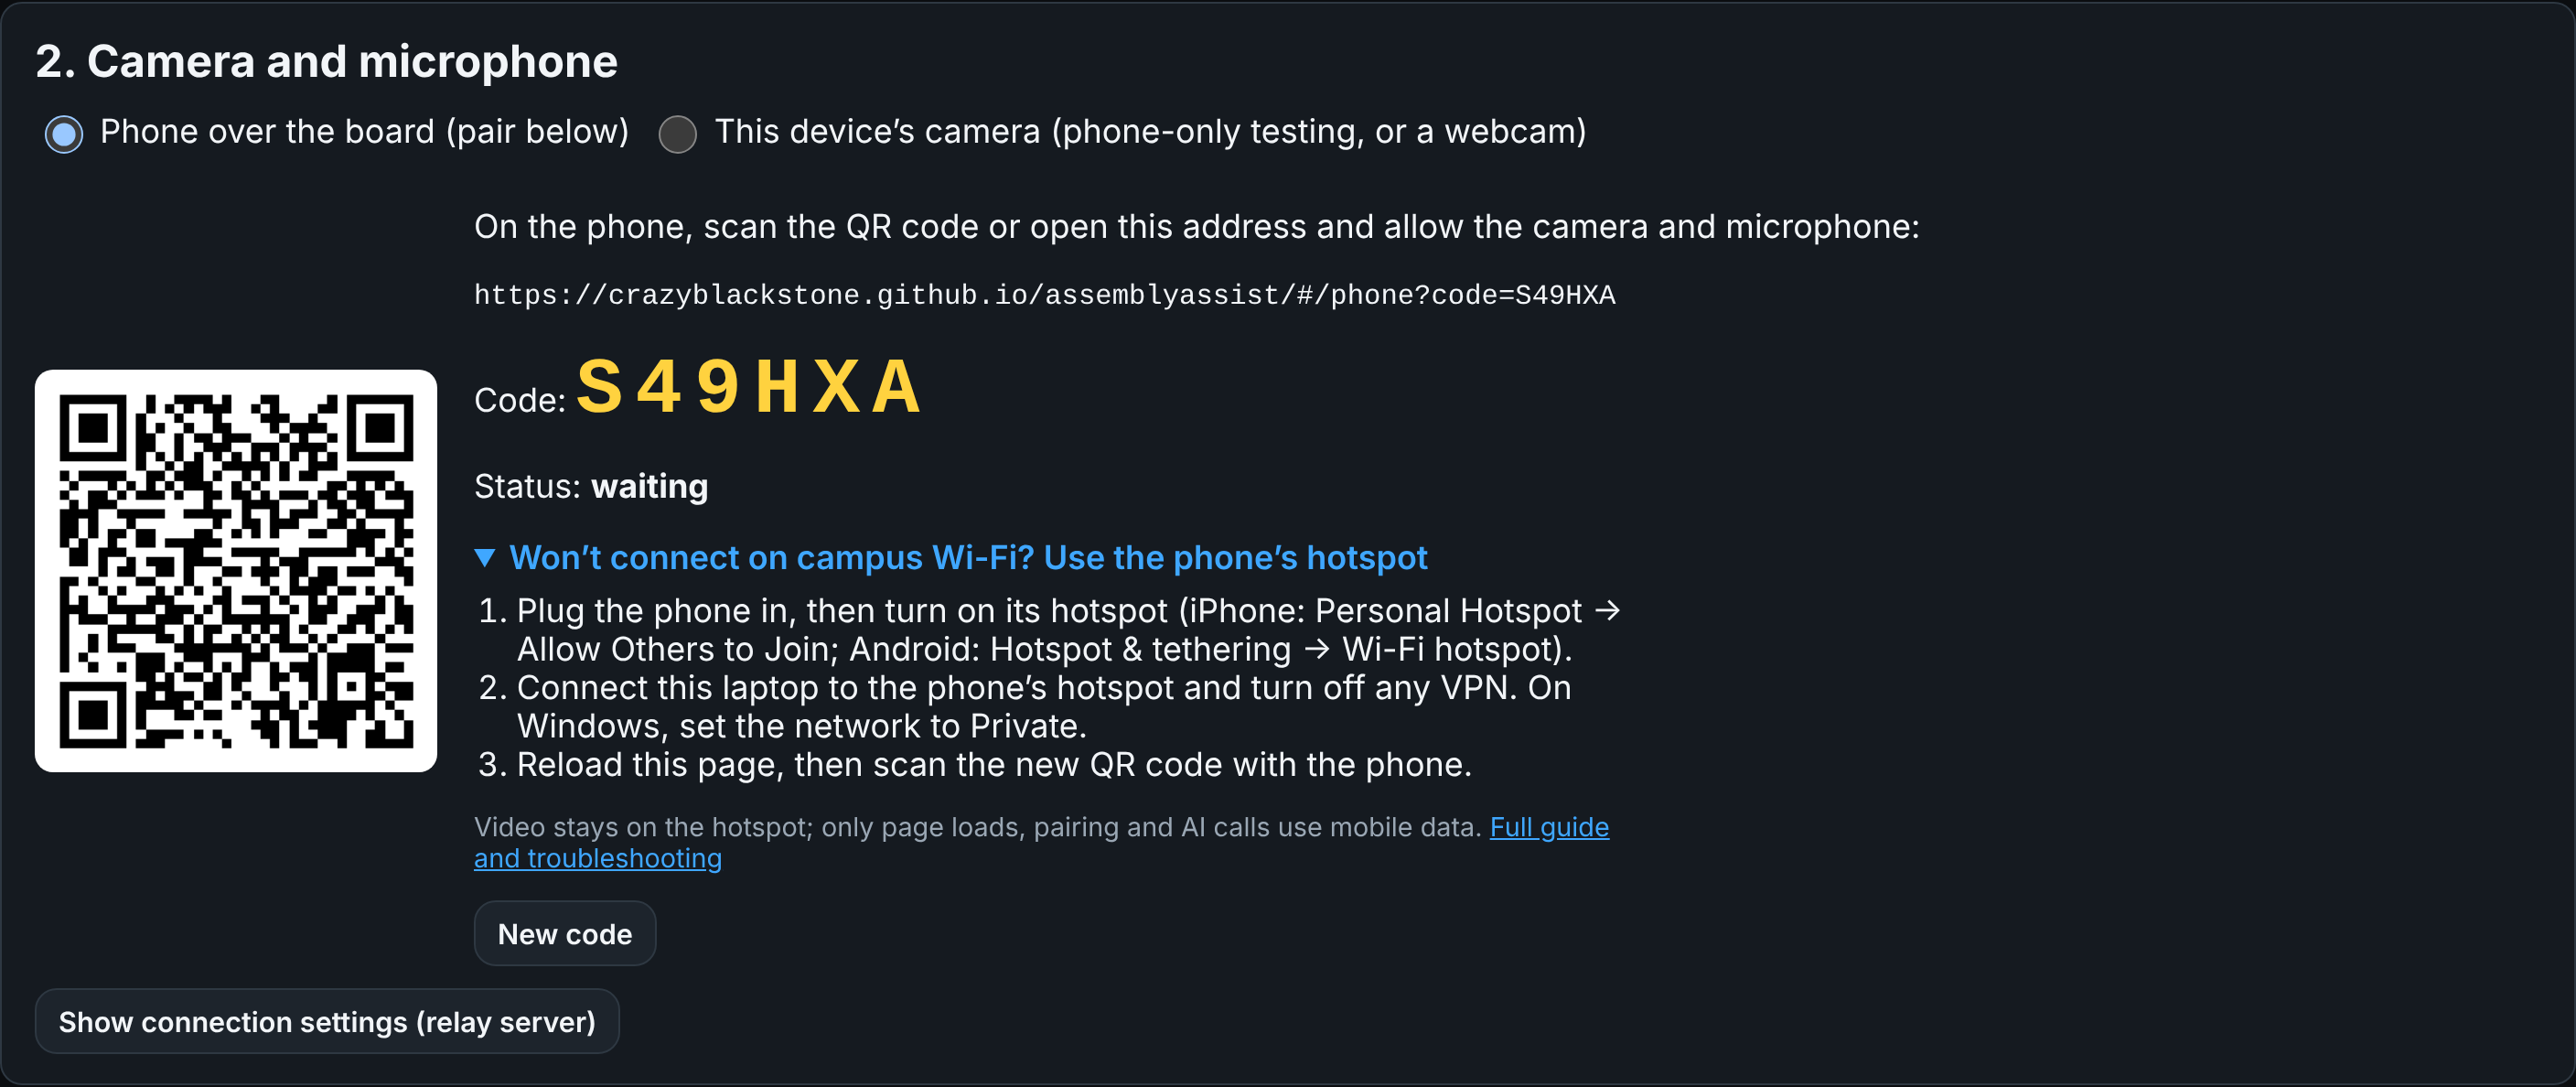 2. Camera and microphone
Phone over the board (pair below) This device’s camera (phone-only testing, or a webcam)
On the phone, scan the QR code or open this address and allow the camera and microphone:
https://crazyblackstone.github.io/assemblyassist/#/phone?code=S49HXA
Code: S49HXA
Status: waiting
▼ Won’t connect on campus Wi-Fi? Use the phone’s hotspot
1. Plug the phone in, then turn on its hotspot (iPhone: Personal Hotspot →
Allow Others to Join; Android: Hotspot & tethering → Wi-Fi hotspot).
2. Connect this laptop to the phone’s hotspot and turn off any VPN. On
Windows, set the network to Private.
3. Reload this page, then scan the new QR code with the phone.
Video stays on the hotspot; only page loads, pairing and AI calls use mobile data. Full guide
and troubleshooting
New code
Show connection settings (relay server)